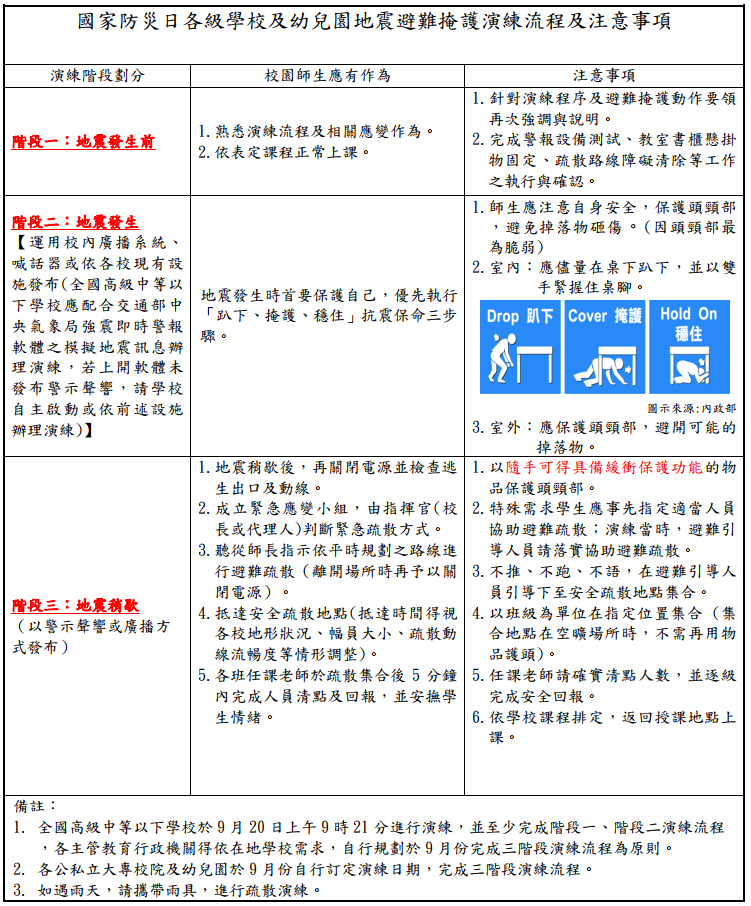 國家防災日各級學校及幼兒園地震避難掩護演練流程及注意事項
演練階段劃分
校園師生應有作為
注意事項
階段一：地震發生前
1.熟悉演練流程及相關應變作為。
2.依表定課程正常上課。
1.針對演練程序及避難掩護動作要領
再次強調與說明。
2.完成警報設備測試、教室書櫃懸掛
物固定、疏散路線障礙清除等工作
之執行與確認。
階段二：地震發生
【運用校內廣播系統、
喊話器或依各校現有設
施發布(全國高級中等以
下學校應配合交通部中
央氣象局強震即時警報
軟體之模擬地震訊息辦
理演練，若上開軟體未
發布警示聲響，請學校
自主啟動或依前述設施
辦理演練)】
地震發生時首要保護自己，優先執行
「趴下、掩護、穩住」抗震保命三步
驟。
1.師生應注意自身安全，保護頭頸部
，避免掉落物砸傷。(因頭頸部最
為脆弱)
2.室內：應儘量在桌下趴下，並以雙
手緊握住桌腳。
Drop 趴下
Cover 掩護
Hold On
穩住
圖示來源:內政部
3.室外：應保護頭頸部，避開可能的
掉落物。
階段三：地震稍歇
（以警示聲響或廣播方
式發布）
1.地震稍歇後，再關閉電源並檢查逃
生出口及動線。
2.成立緊急應變小組，由指揮官(校
長或代理人)判斷緊急疏散方式。
3.聽從師長指示依平時規劃之路線進
行避難疏散（離開場所時再予以關
閉電源）。
4.抵達安全疏散地點(抵達時間得視
各校地形狀況、幅員大小、疏散動
線流暢度等情形調整)。
5.各班任課老師於疏散集合後 5 分鐘
內完成人員清點及回報，並安撫學
生情緒。
1.以隨手可得具備緩衝保護功能的物
品保護頭頸部。
2.特殊需求學生應事先指定適當人員
協助避難疏散；演練當時，避難引
導人員請落實協助避難疏散。
3.不推、不跑、不語，在避難引導人
員引導下至安全疏散地點集合。
4.以班級為單位在指定位置集合（集
合地點在空曠場所時，不需再用物
品護頭)。
5.任課老師請確實清點人數，並逐級
完成安全回報。
6.依學校課程排定，返回授課地點上
課。
備註：
1. 全國高級中等以下學校於 9 月 20 日上午 9 時 21 分進行演練，並至少完成階段一、階段二演練流程
，各主管教育行政機關得依在地學校需求，自行規劃於 9 月份完成三階段演練流程為原則。
2. 各公私立大專校院及幼兒園於 9 月份自行訂定演練日期，完成三階段演練流程。
3. 如遇雨天，請攜帶雨具，進行疏散演練。